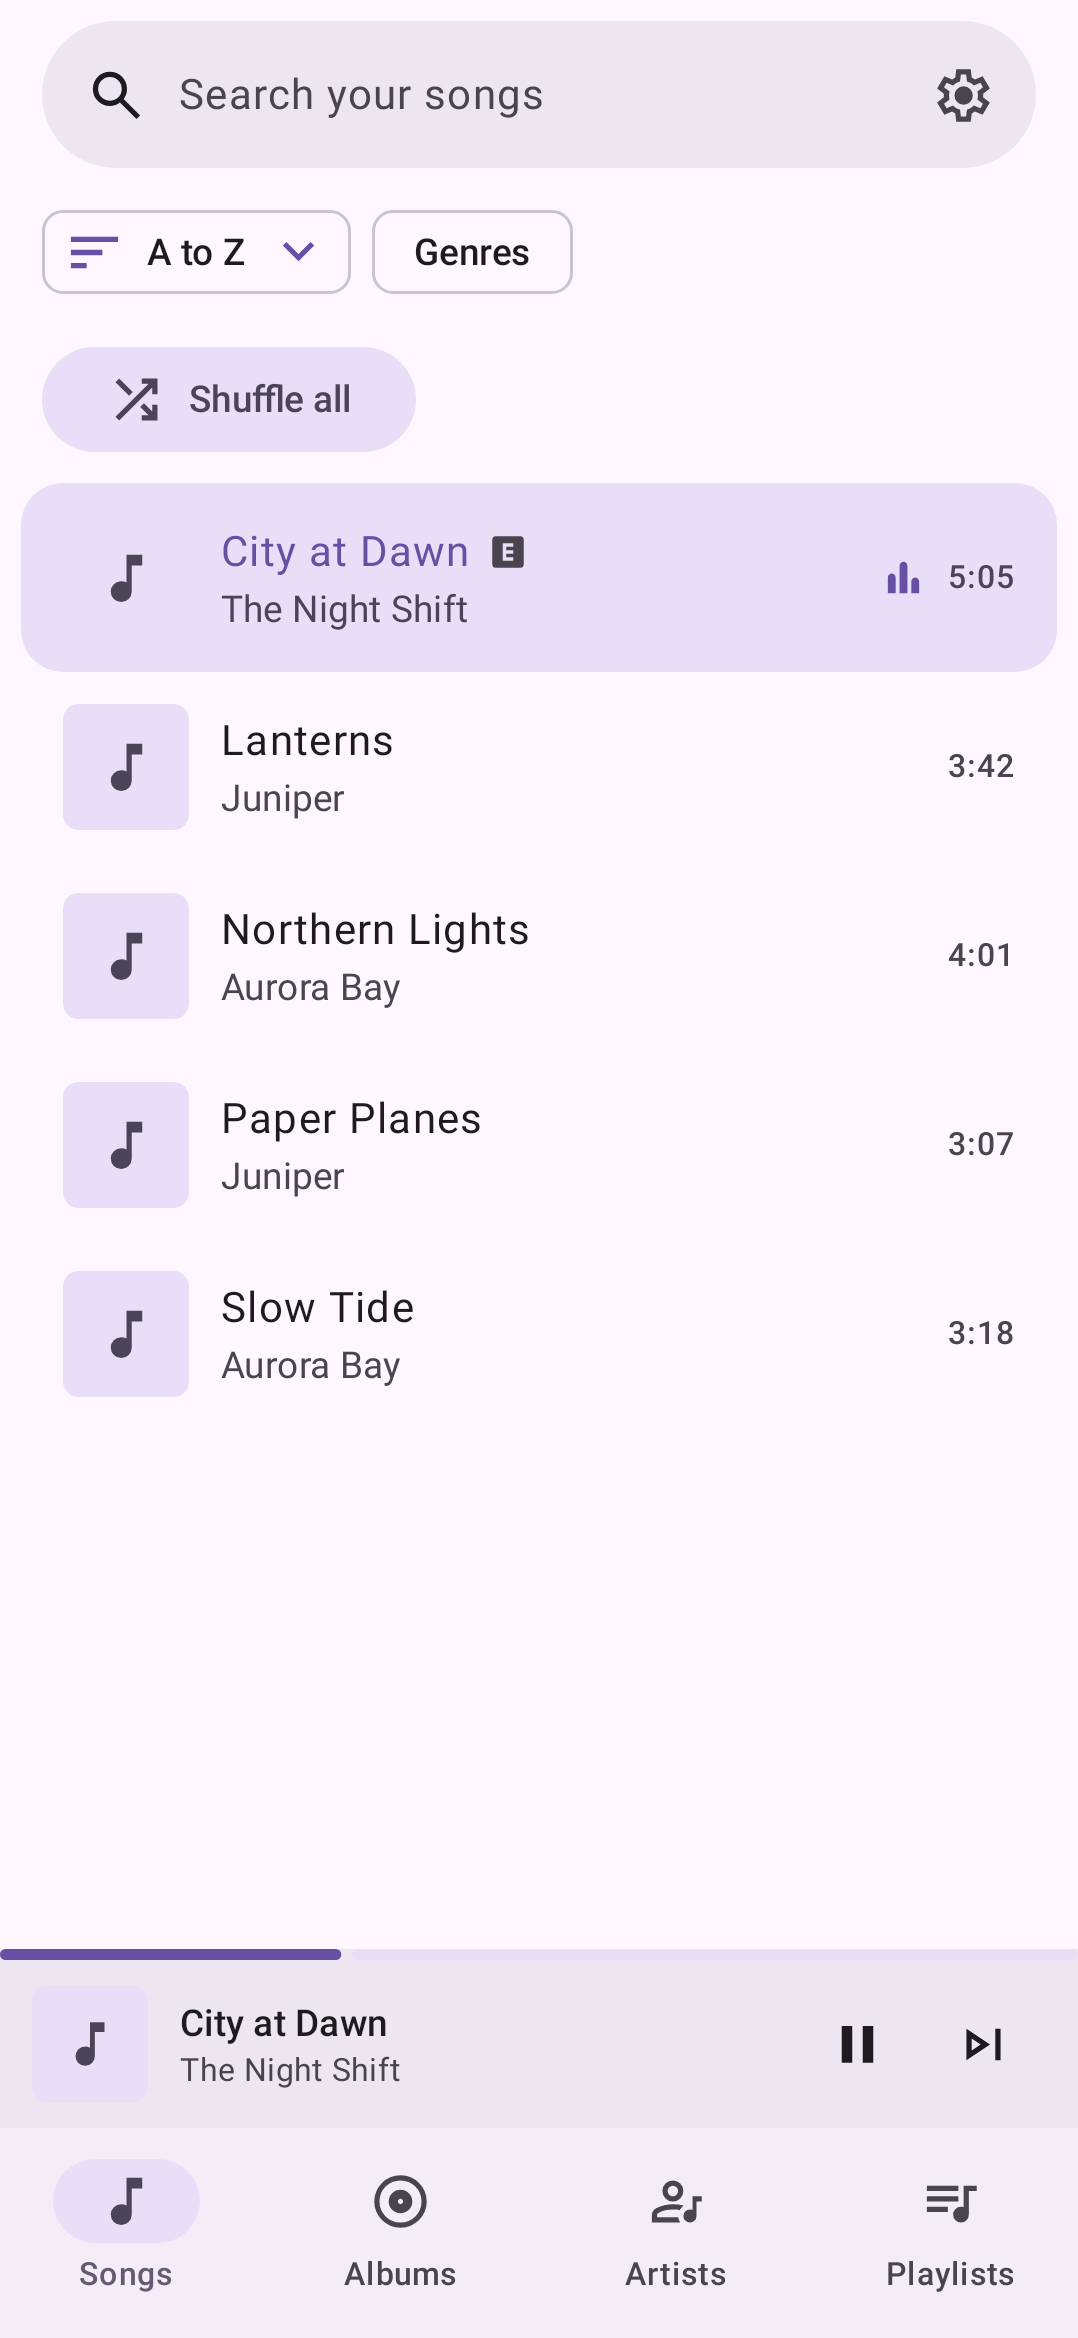 Search your songs
A to Z
Genres
Shuffle all
City at Dawn E
The Night Shift
5:05
Lanterns
Juniper
3:42
Northern Lights
Aurora Bay
4:01
Paper Planes
Juniper
3:07
Slow Tide
Aurora Bay
3:18
City at Dawn
The Night Shift
Songs
Albums
Artists
Playlists